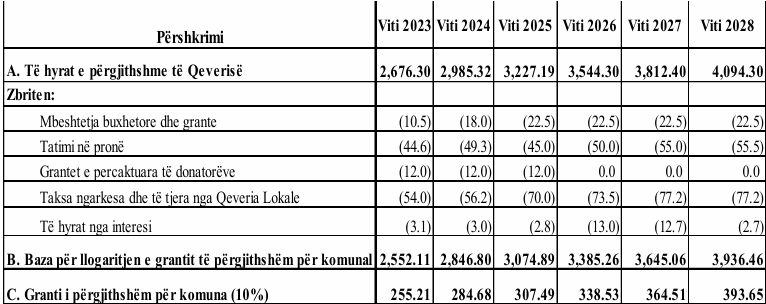 Përshkrimi Viti 2023 Viti 2024 Viti 2025 Viti 2026 Viti 2027 Viti 2028
A. Të hyrat e përgjithshme të Qeverisë 2,676.30 2,985.32 3,227.19 3,544.30 3,812.40 4,094.30
Zbriten:
Mbeshtetja buxhetore dhe grante (10.5) (18.0) (22.5) (22.5) (22.5) (22.5)
Tatimi në pronë (44.6) (49.3) (45.0) (50.0) (55.0) (55.5)
Grantet e percaktuara të donatorëve (12.0) (12.0) (12.0) 0.0 0.0 0.0
Taksa ngarkesa dhe të tjera nga Qeveria Lokale (54.0) (56.2) (70.0) (73.5) (77.2) (77.2)
Të hyrat nga interesi (3.1) (3.0) (2.8) (13.0) (12.7) (2.7)
B. Baza për llogaritjen e grantit të përgjithshëm për komunal 2,552.11 2,846.80 3,074.89 3,385.26 3,645.06 3,936.46
C. Granti i përgjithshëm për komuna (10%) 255.21 284.68 307.49 338.53 364.51 393.65